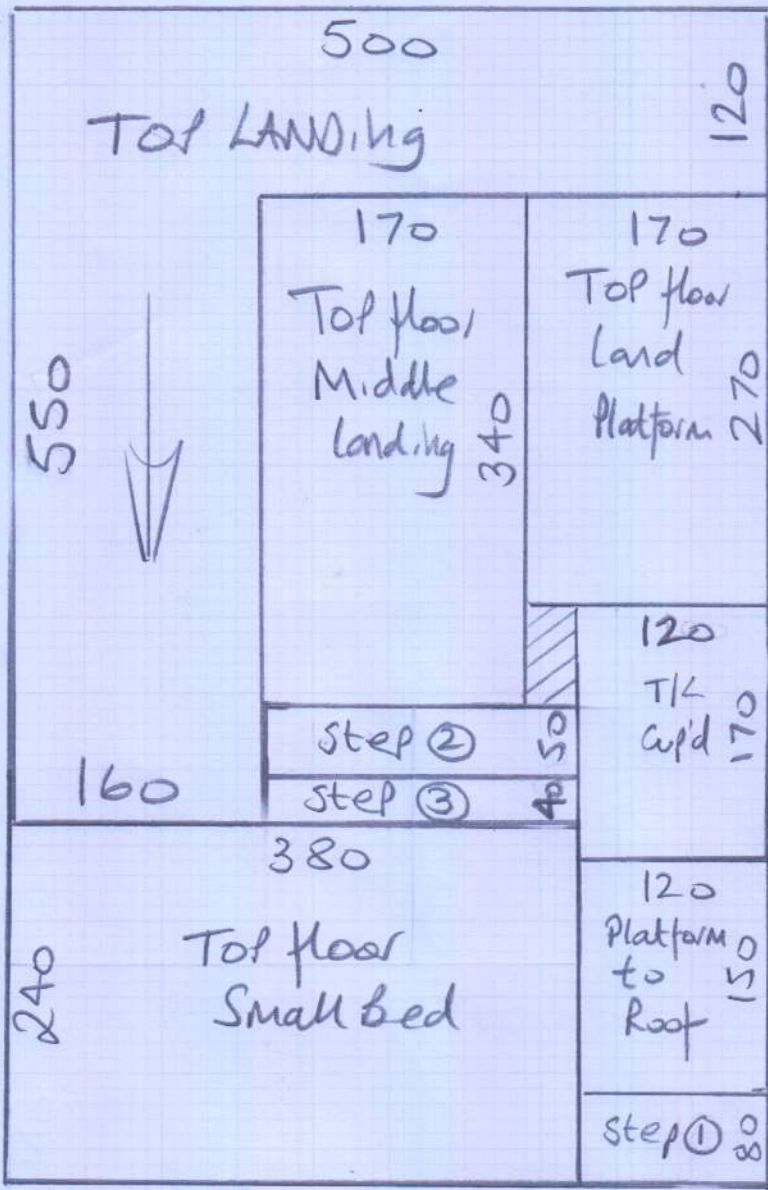 500
120
TOP LANDING
170
Top floor
Middle
Landing
340
170
TOP floor
Land
Platform
270
550
160
step ②
50
step ③
40
120
T/L
Cup'd
170
380
TOP floor
Small bed
240
120
Platform
to
Roof
150
step ①
80